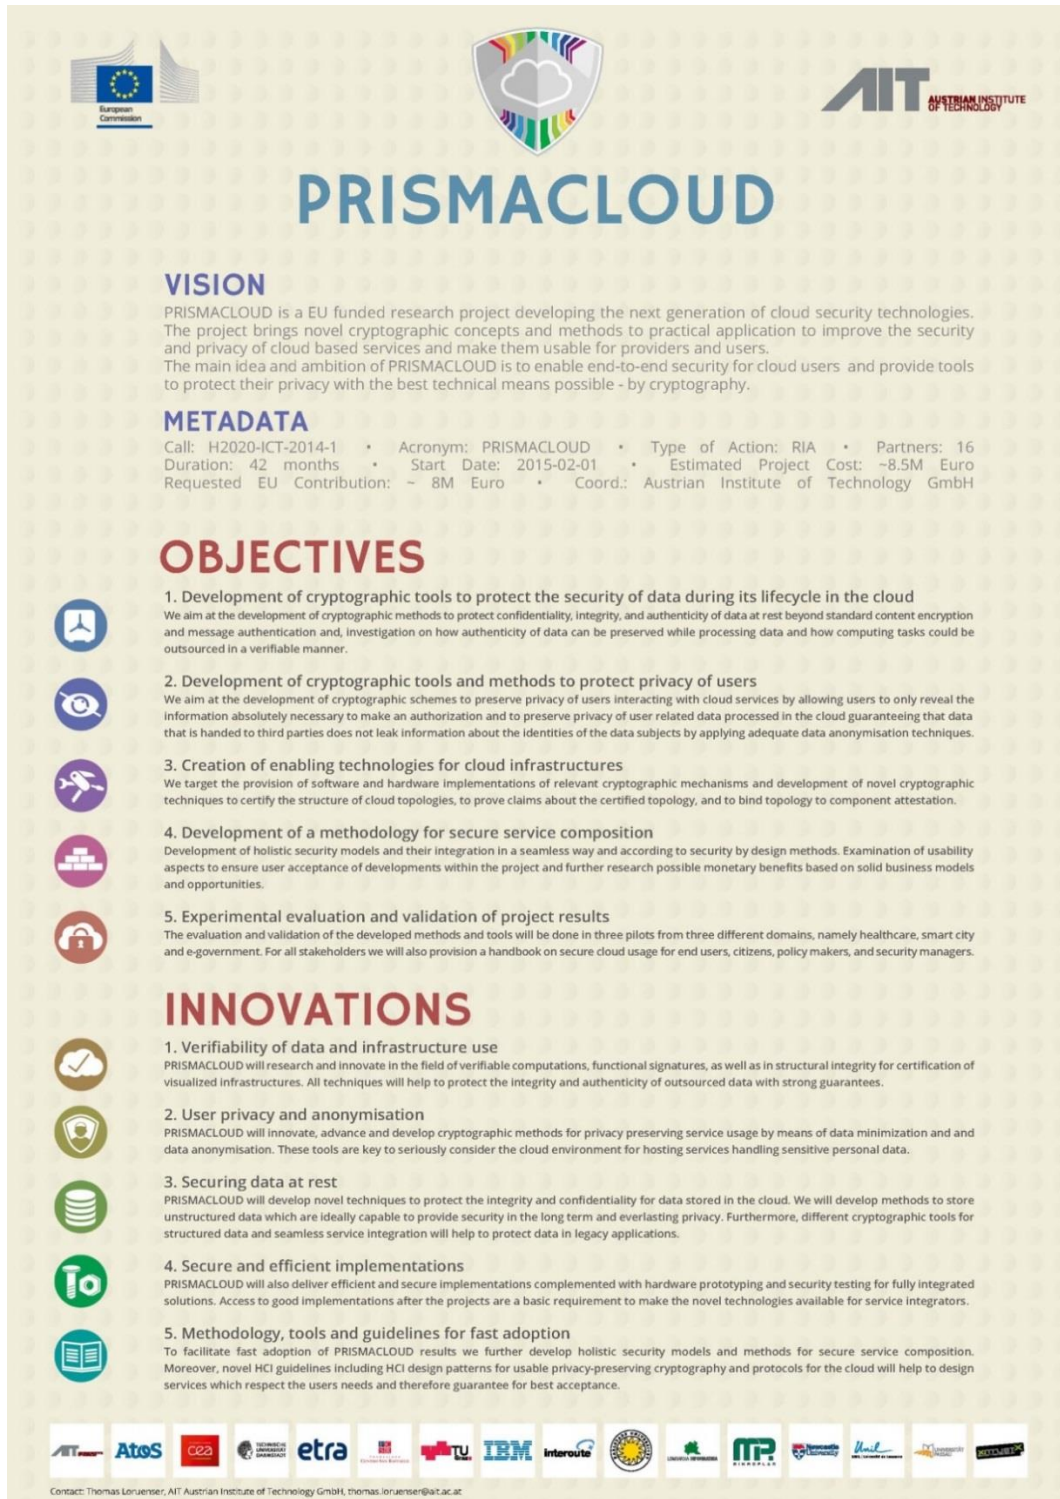 European
Commission
AIT
AUSTRIAN INSTITUTE
OF TECHNOLOGY
PRISMACLOUD
VISION
PRISMACLOUD is a EU funded research project developing the next generation of cloud security technologies.
The project brings novel cryptographic concepts and methods to practical application to improve the security
and privacy of cloud based services and make them usable for providers and users.
The main idea and ambition of PRISMACLOUD is to enable end-to-end security for cloud users and provide tools
to protect their privacy with the best technical means possible - by cryptography.
METADATA
Call: H2020-ICT-2014-1 • Acronym: PRISMACLOUD • Type of Action: RIA • Partners: 16
Duration: 42 months • Start Date: 2015-02-01 • Estimated Project Cost: ~8.5M Euro
Requested EU Contribution: ~ 8M Euro • Coord.: Austrian Institute of Technology GmbH
OBJECTIVES
1. Development of cryptographic tools to protect the security of data during its lifecycle in the cloud
We aim at the development of cryptographic methods to protect confidentiality, integrity, and authenticity of data at rest beyond standard content encryption
and message authentication and, investigation on how authenticity of data can be preserved while processing data and how computing tasks could be
outsourced in a verifiable manner.
2. Development of cryptographic tools and methods to protect privacy of users
We aim at the development of cryptographic schemes to preserve privacy of users interacting with cloud services by allowing users to only reveal the
information absolutely necessary to make an authorization and to preserve privacy of user related data processed in the cloud guaranteeing that data
that is handed to third parties does not leak information about the identities of the data subjects by applying adequate data anonymisation techniques.
3. Creation of enabling technologies for cloud infrastructures
We target the provision of software and hardware implementations of relevant cryptographic mechanisms and development of novel cryptographic
techniques to certify the structure of cloud topologies, to prove claims about the certified topology, and to bind topology to component attestation.
4. Development of a methodology for secure service composition
Development of holistic security models and their integration in a seamless way and according to security by design methods. Examination of usability
aspects to ensure user acceptance of developments within the project and further research possible monetary benefits based on solid business models
and opportunities.
5. Experimental evaluation and validation of project results
The evaluation and validation of the developed methods and tools will be done in three pilots from three different domains, namely healthcare, smart city
and e-government. For all stakeholders we will also provision a handbook on secure cloud usage for end users, citizens, policy makers, and security managers.
INNOVATIONS
1. Verifiability of data and infrastructure use
PRISMACLOUD will research and innovate in the field of verifiable computations, functional signatures, as well as in structural integrity for certification of
visualized infrastructures. All techniques will help to protect the integrity and authenticity of outsourced data with strong guarantees.
2. User privacy and anonymisation
PRISMACLOUD will innovate, advance and develop cryptographic methods for privacy preserving service usage by means of data minimization and and
data anonymisation. These tools are key to seriously consider the cloud environment for hosting services handling sensitive personal data.
3. Securing data at rest
PRISMACLOUD will develop novel techniques to protect the integrity and confidentiality for data stored in the cloud. We will develop methods to store
unstructured data which are ideally capable to provide security in the long term and everlasting privacy. Furthermore, different cryptographic tools for
structured data and seamless service integration will help to protect data in legacy applications.
4. Secure and efficient implementations
PRISMACLOUD will also deliver efficient and secure implementations complemented with hardware prototyping and security testing for fully integrated
solutions. Access to good implementations after the projects are a basic requirement to make the novel technologies available for service integrators.
5. Methodology, tools and guidelines for fast adoption
To facilitate fast adoption of PRISMACLOUD results we further develop holistic security models and methods for secure service composition.
Moreover, novel HCI guidelines including HCI design patterns for usable privacy-preserving cryptography and protocols for the cloud will help to design
services which respect the users needs and therefore guarantee for best acceptance.
AIT Atos cea TECHNISCHE UNIVERSITÄT DARMSTADT etra TU IBM interoute MP Newcastle University Unil UNIVERSITÄT PASSAU
Contact: Thomas Loruenser, AIT Austrian Institute of Technology GmbH, thomas.loruenser@ait.ac.at